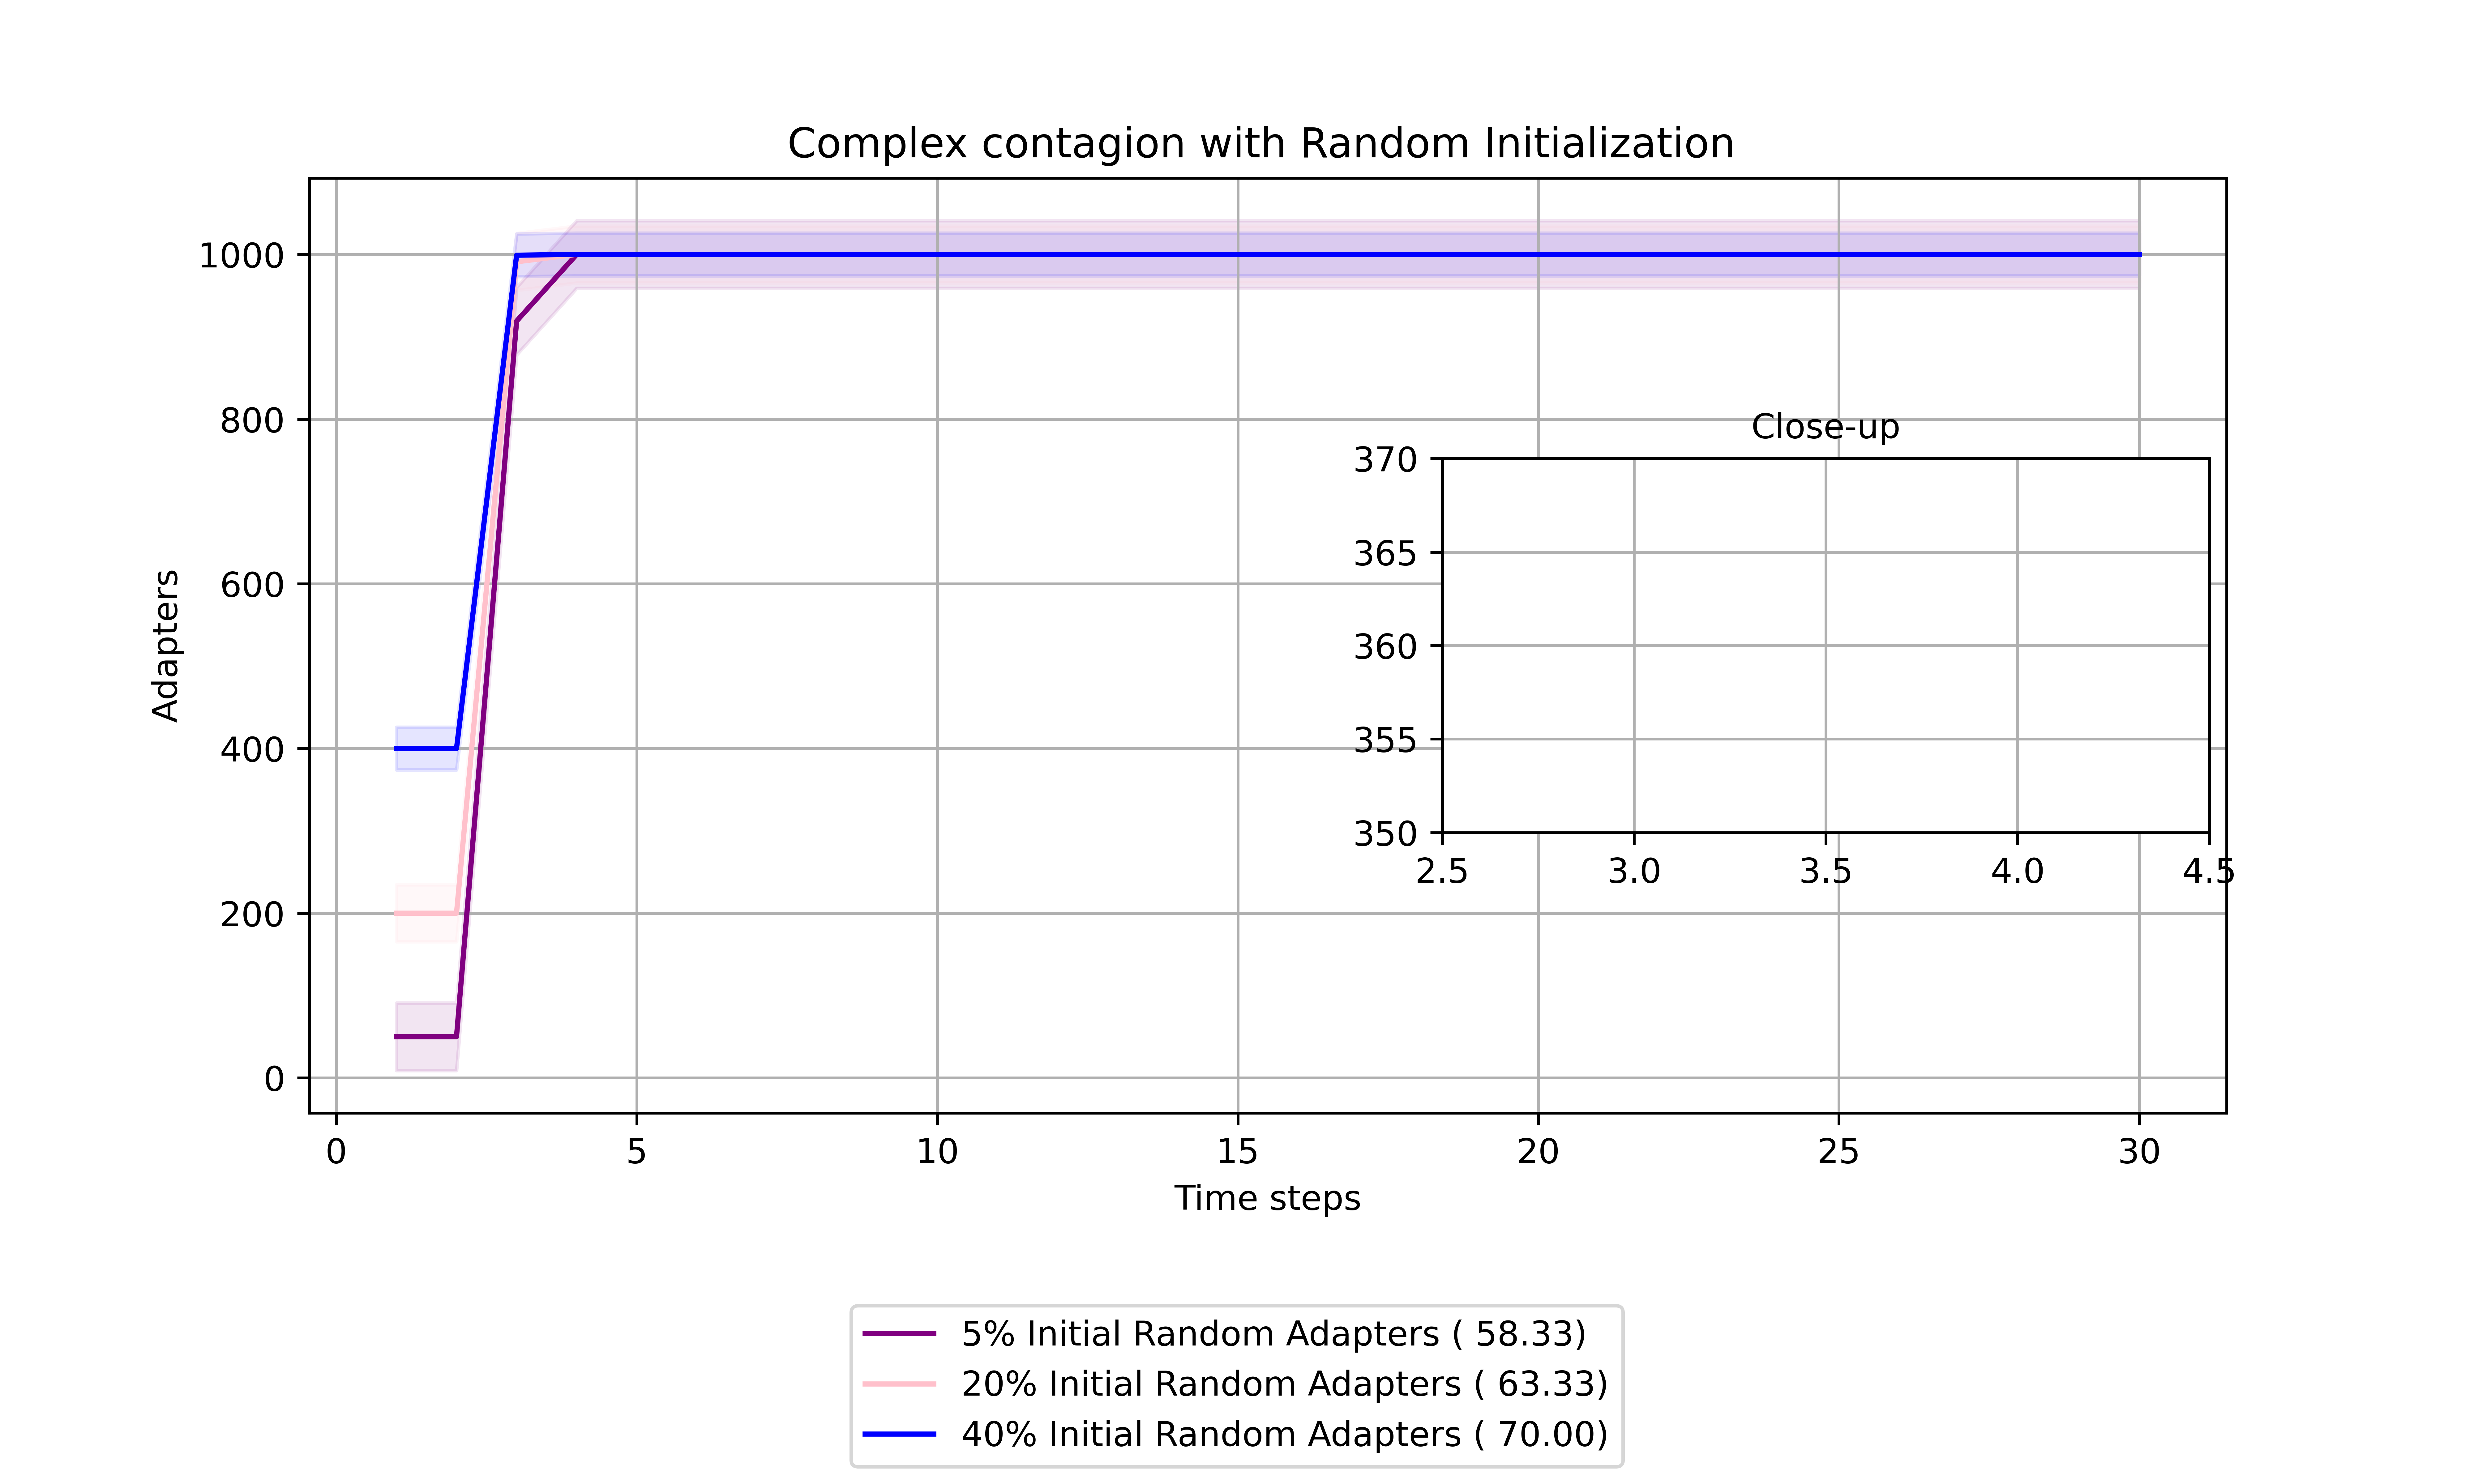 Complex contagion with Random Initialization
1000
800
600
400
200
0
Adapters
0 5 10 15 20 25 30
Time steps
Close-up
370
365
360
355
350
2.5 3.0 3.5 4.0 4.5
5% Initial Random Adapters ( 58.33)
20% Initial Random Adapters ( 63.33)
40% Initial Random Adapters ( 70.00)